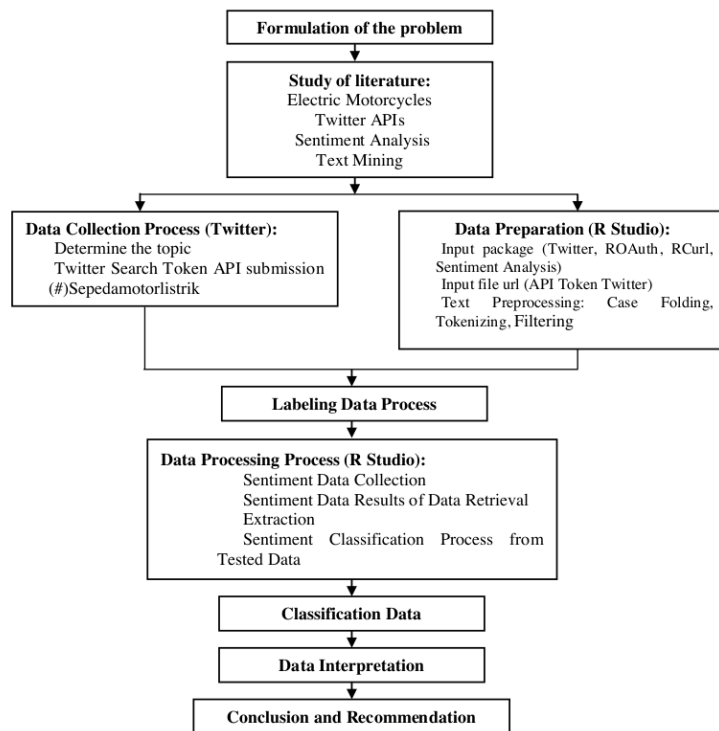 Formulation of the problem
Study of literature:
Electric Motorcycles
Twitter APIs
Sentiment Analysis
Text Mining
Data Collection Process (Twitter):
Determine the topic
Twitter Search Token API submission
(#)Sepedamotorlistrik
Data Preparation (R Studio):
Input package (Twitter, ROAuth, RCurl,
Sentiment Analysis)
Input file url (API Token Twitter)
Text Preprocessing: Case Folding,
Tokenizing, Filtering
Labeling Data Process
Data Processing Process (R Studio):
Sentiment Data Collection
Sentiment Data Results of Data Retrieval
Extraction
Sentiment Classification Process from
Tested Data
Classification Data
Data Interpretation
Conclusion and Recommendation